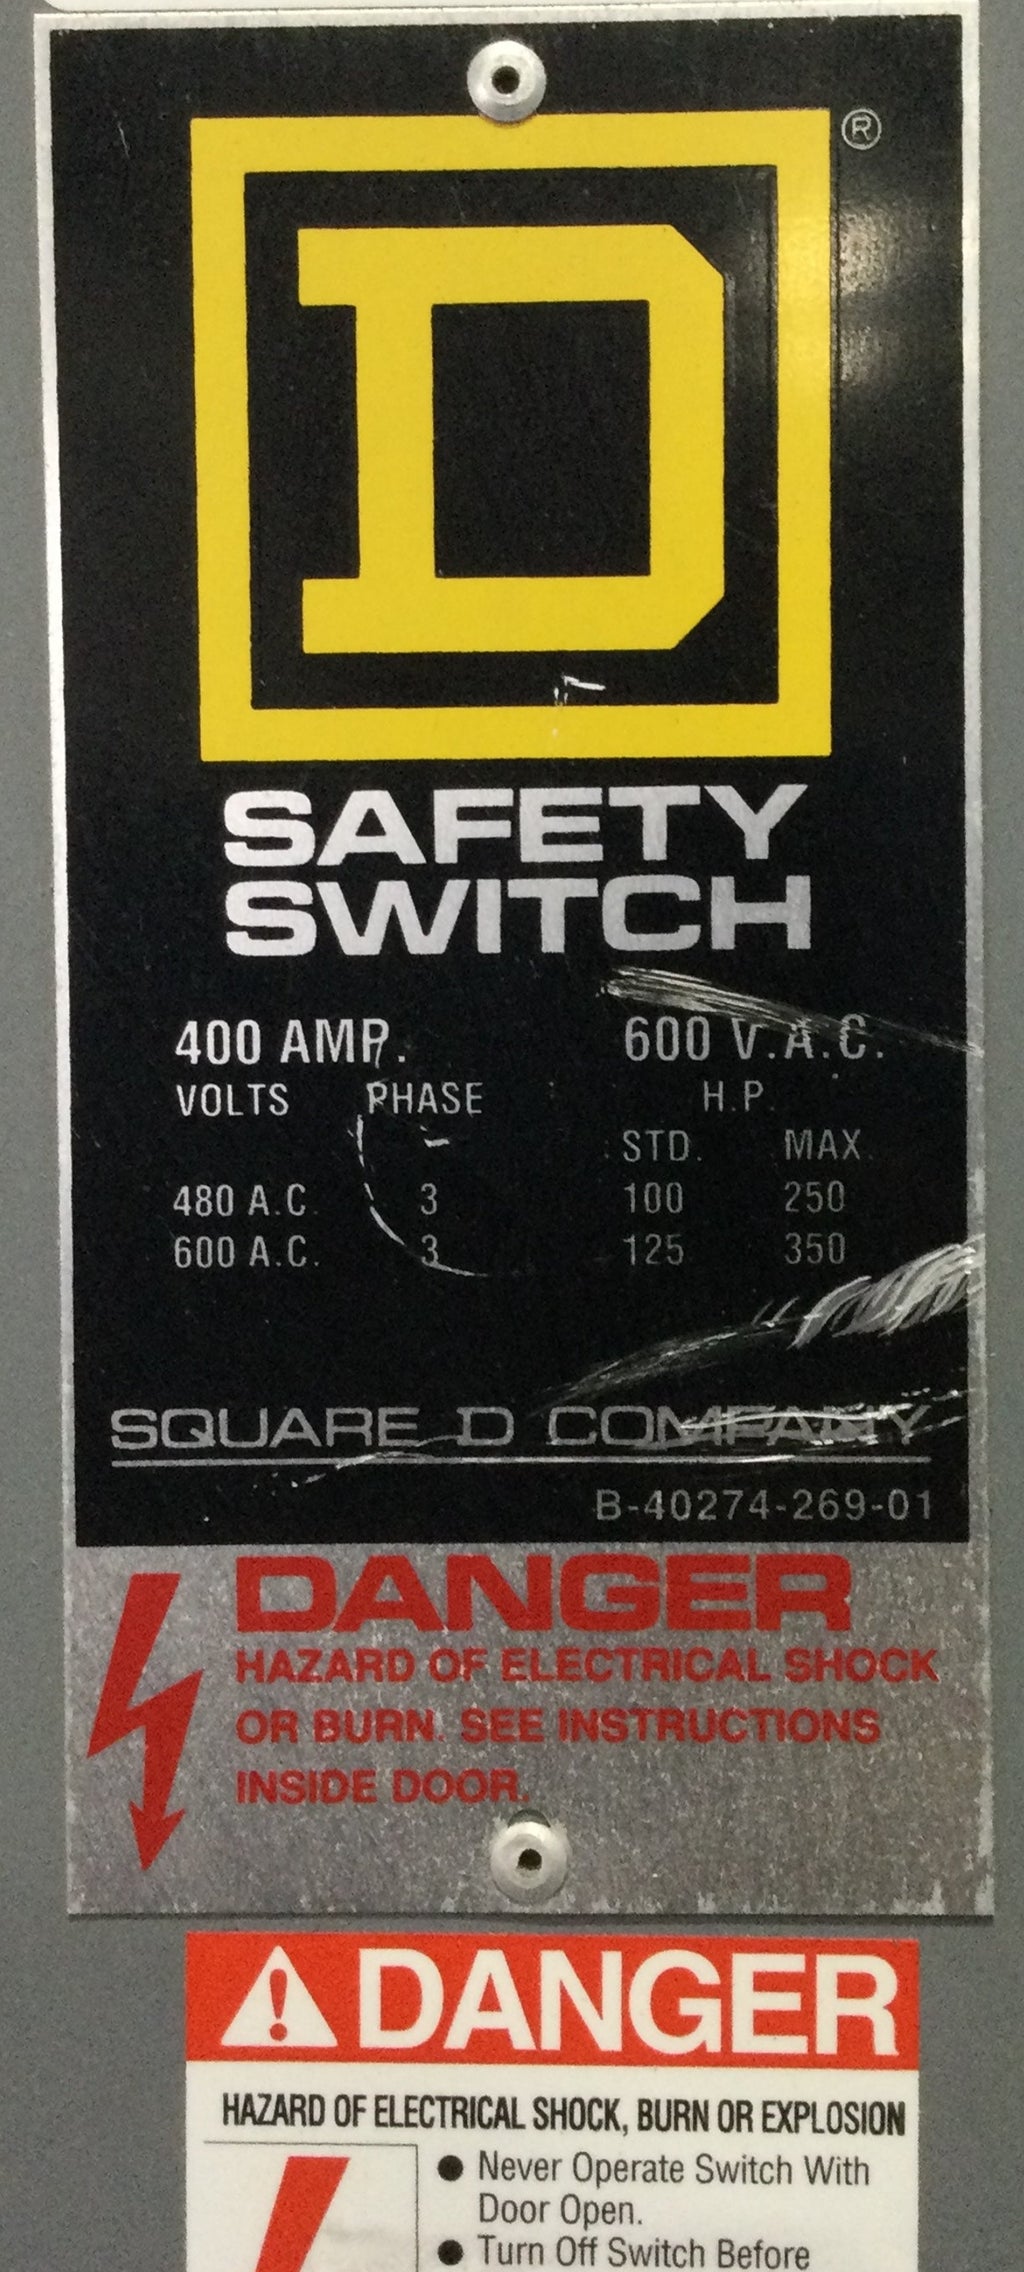 D ®
SAFETY
SWITCH
400 AMP. 600 V.A.C.
VOLTS PHASE H.P.
STD. MAX.
480 A.C. 3 100 250
600 A.C. 3 125 350
SQUARE D COMPANY
B-40274-269-01
DANGER
HAZARD OF ELECTRICAL SHOCK
OR BURN. SEE INSTRUCTIONS
INSIDE DOOR.
DANGER
HAZARD OF ELECTRICAL SHOCK, BURN OR EXPLOSION
● Never Operate Switch With
Door Open.
● Turn Off Switch Before